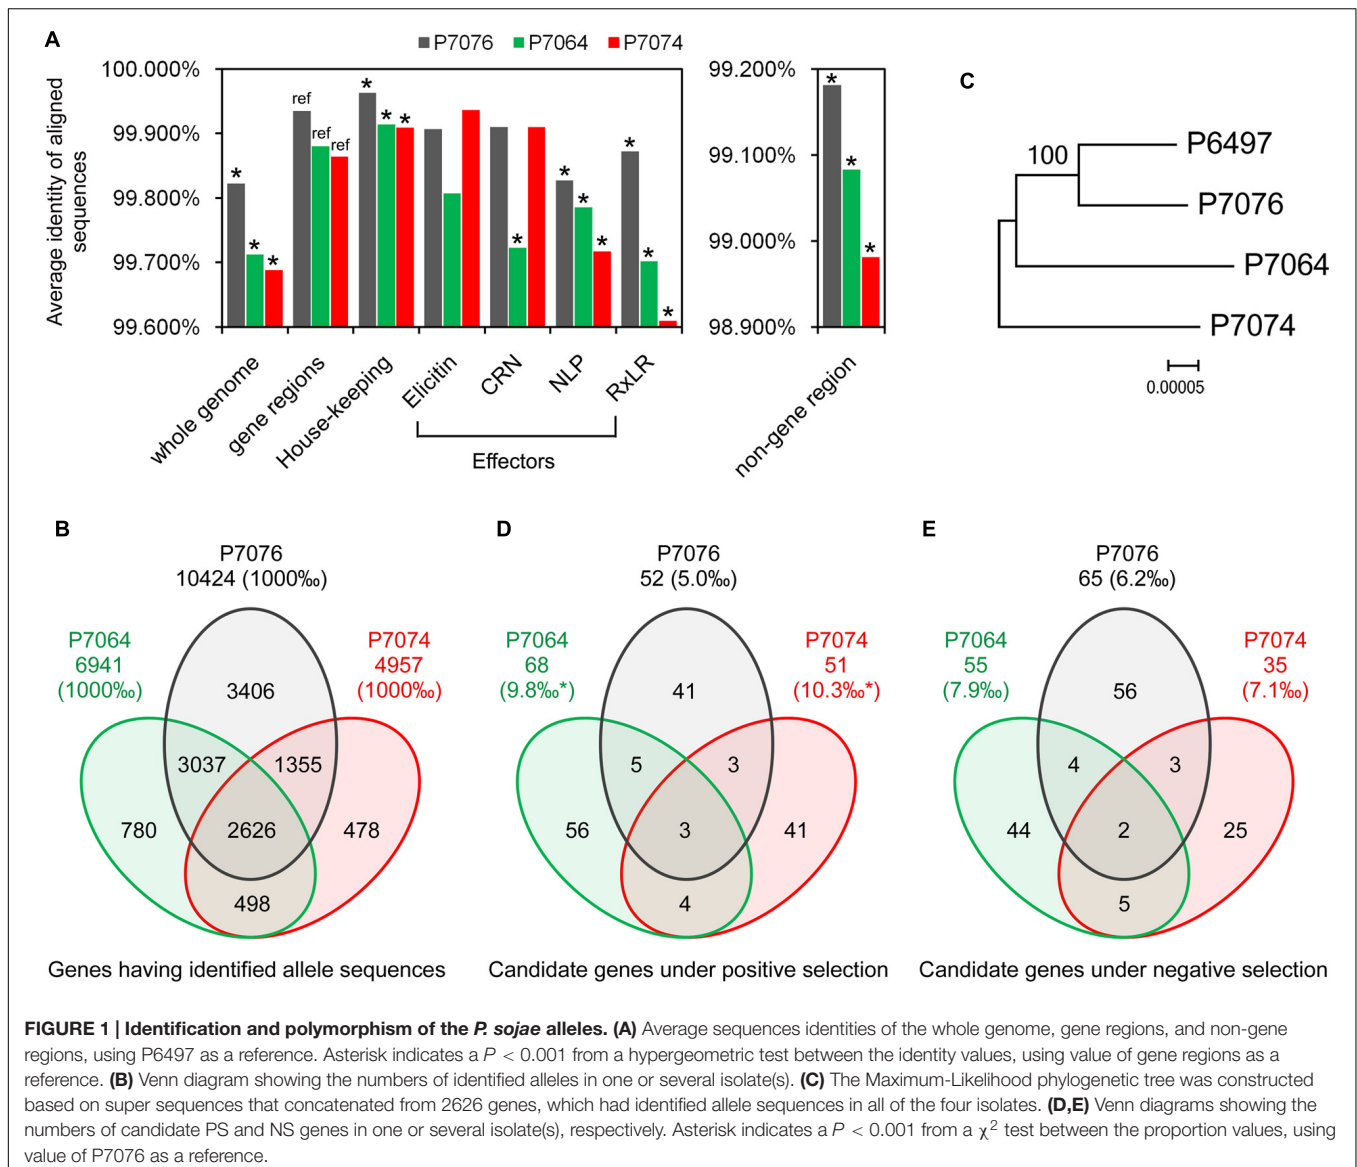 A
P7076 P7064 P7074
Average identity of aligned
sequences
100.000%
99.900%
99.800%
99.700%
99.600%
*
*
*
ref
ref
ref
*
*
*
*
*
*
*
*
*
*
whole genome
gene regions
House-keeping
Elicitin
CRN
NLP
RxLR
Effectors
99.200%
99.100%
99.000%
98.900%
*
*
*
non-gene region
C
100
P6497
P7076
P7064
P7074
0.00005
B
P7076
10424 (1000‰)
P7064
6941
(1000‰)
P7074
4957
(1000‰)
3406
3037
1355
780
2626
478
498
Genes having identified allele sequences
D
P7076
52 (5.0‰)
P7064
68
(9.8‰*)
P7074
51
(10.3‰*)
41
5
3
56
3
41
4
Candidate genes under positive selection
E
P7076
65 (6.2‰)
P7064
55
(7.9‰)
P7074
35
(7.1‰)
56
4
3
44
2
25
5
Candidate genes under negative selection
FIGURE 1 | Identification and polymorphism of the P. sojae alleles. (A) Average sequences identities of the whole genome, gene regions, and non-gene
regions, using P6497 as a reference. Asterisk indicates a P < 0.001 from a hypergeometric test between the identity values, using value of gene regions as a
reference. (B) Venn diagram showing the numbers of identified alleles in one or several isolate(s). (C) The Maximum-Likelihood phylogenetic tree was constructed
based on super sequences that concatenated from 2626 genes, which had identified allele sequences in all of the four isolates. (D,E) Venn diagrams showing the
numbers of candidate PS and NS genes in one or several isolate(s), respectively. Asterisk indicates a P < 0.001 from a χ² test between the proportion values, using
value of P7076 as a reference.